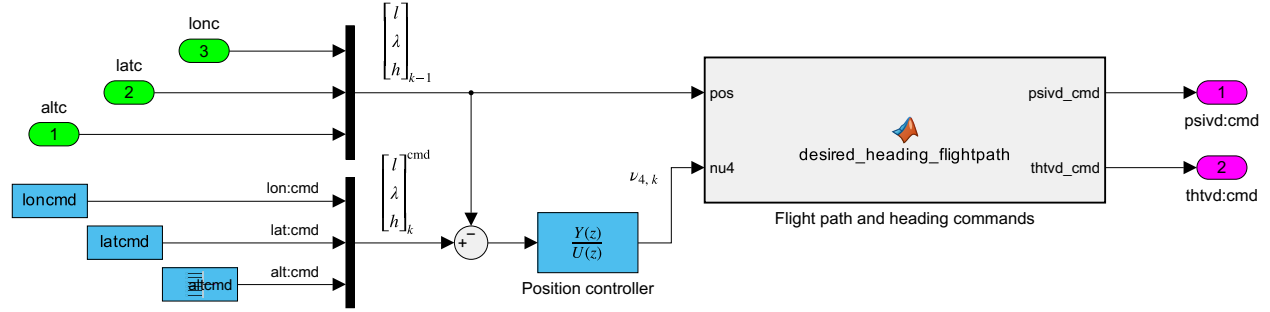 lonc
3
latc
2
altc
1
[l λ h]k−1
pos
nu4
desired_heading_flightpath
psivd_cmd
thtvd_cmd
Flight path and heading commands
1
psivd:cmd
2
thtvd:cmd
loncmd
lon:cmd
latcmd
lat:cmd
altcmd
alt:cmd
[l λ h]cmd k
−
+
Y(z)
U(z)
Position controller
ν4, k